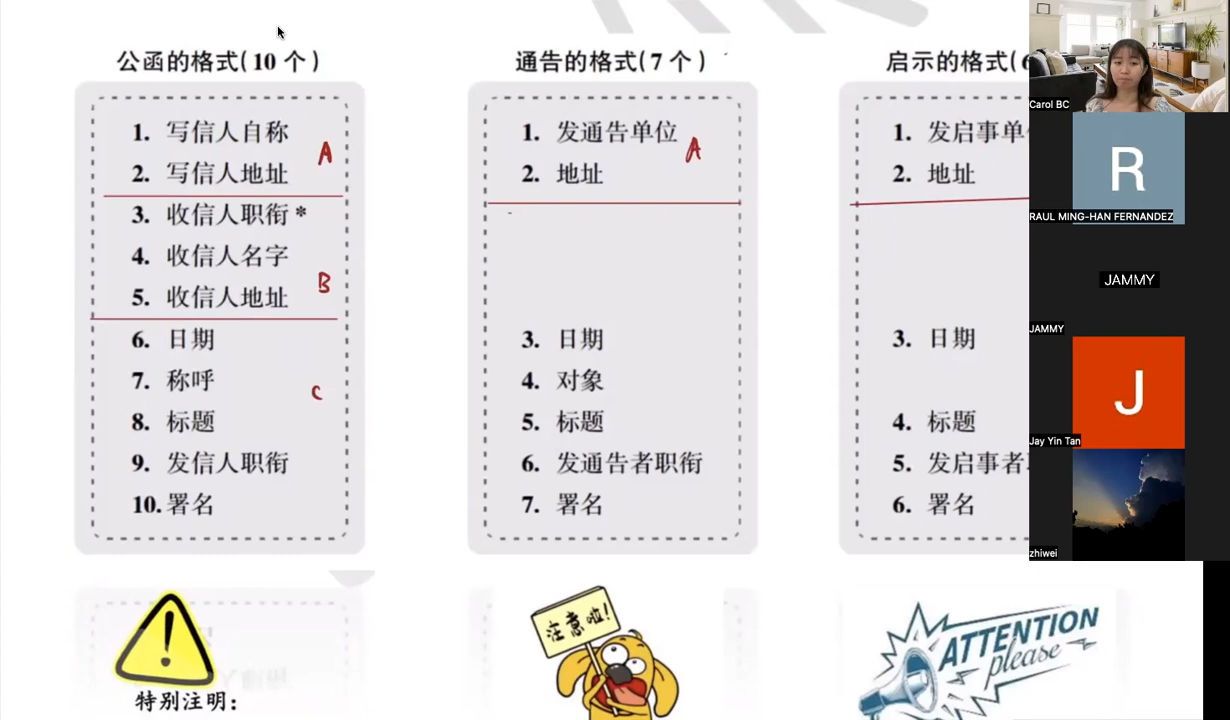 公函的格式(10 个)
1. 写信人自称
2. 写信人地址
A
3. 收信人职衔 *
4. 收信人名字
5. 收信人地址
B
6. 日期
7. 称呼
8. 标题
9. 发信人职衔
10. 署名
C
特别注明:
通告的格式(7 个)
1. 发通告单位
2. 地址
A
3. 日期
4. 对象
5. 标题
6. 发通告者职衔
7. 署名
注意啦!
启示的格式(6
1. 发启事单
2. 地址
3. 日期
4. 标题
5. 发启事者
6. 署名
ATTENTION
please
Carol BC
R
RAUL MING-HAN FERNANDEZ
JAMMY
JAMMY
J
Jay Yin Tan
zhiwei